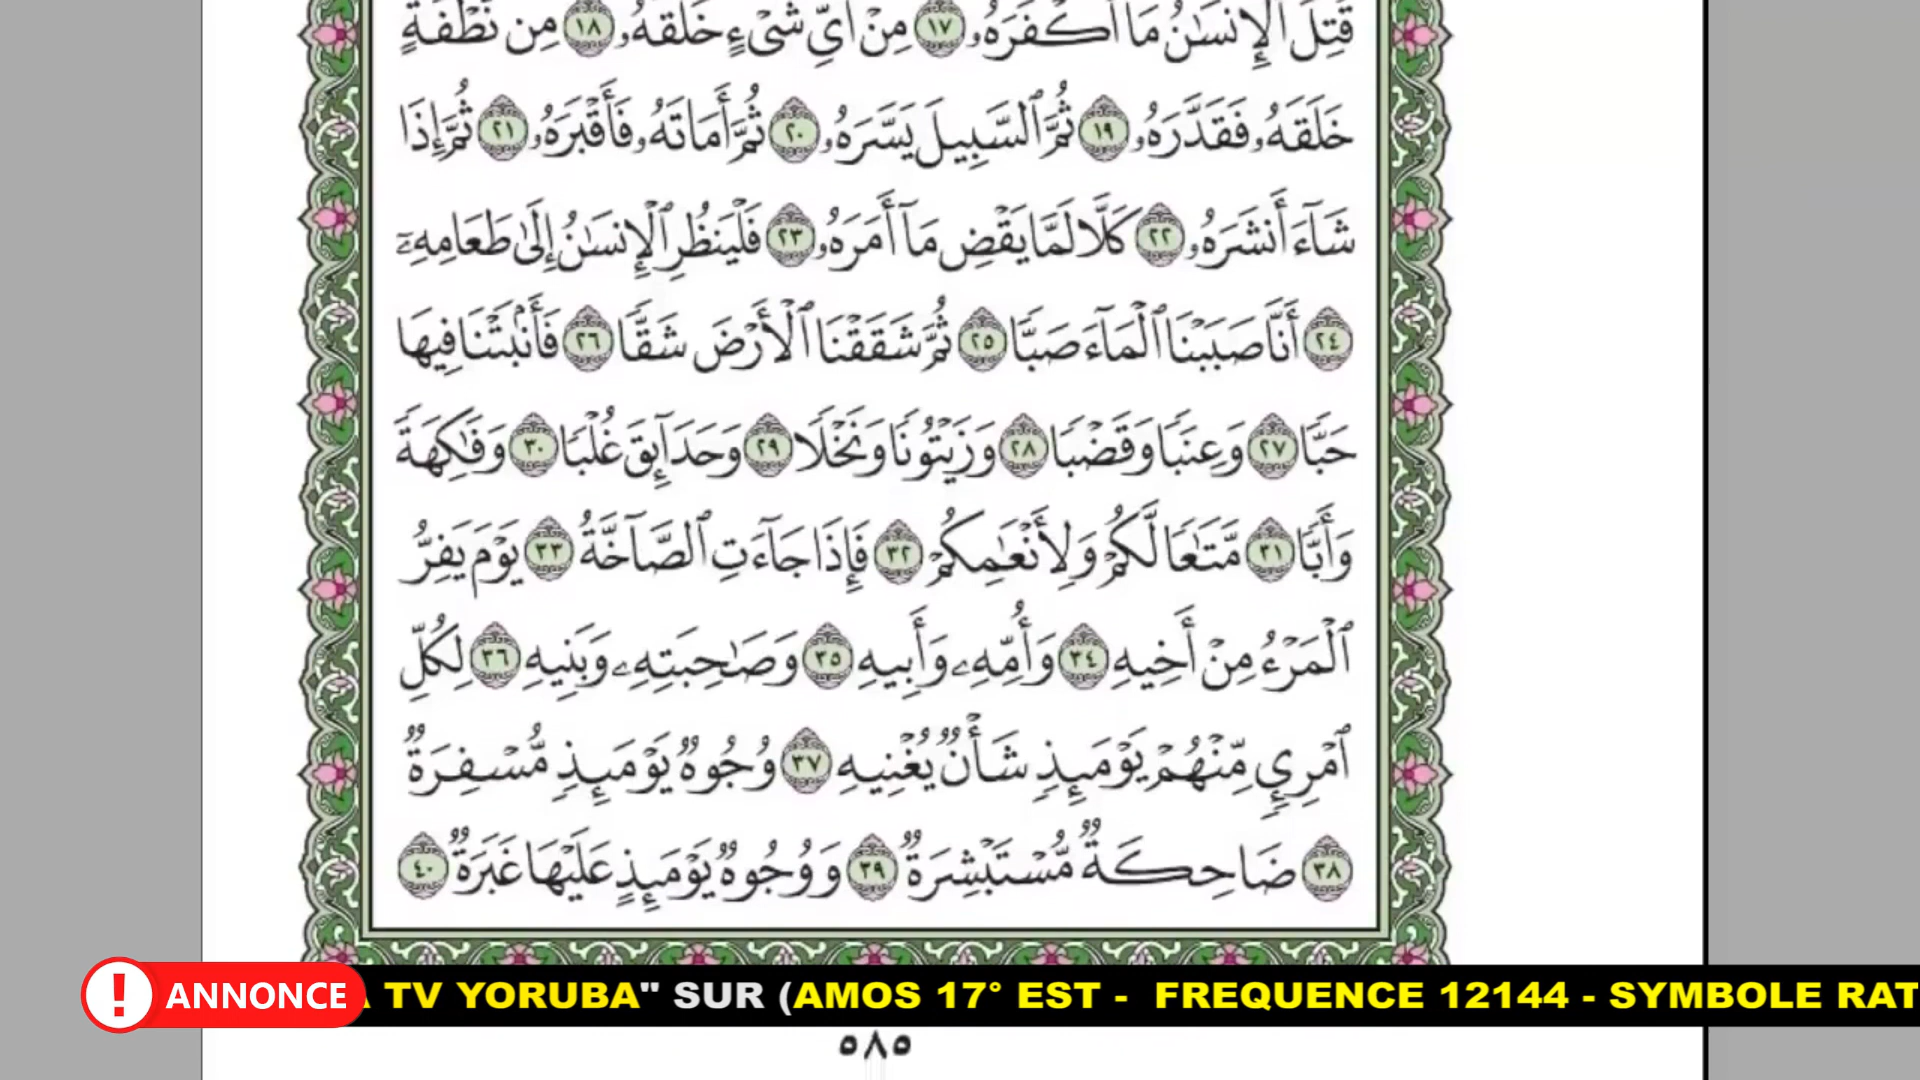 قُتِلَ ٱلْإِنسَٰنُ مَآ أَكْفَرَهُۥ ١٧ مِنْ أَىِّ شَىْءٍ خَلَقَهُۥ ١٨ مِن نُّطْفَةٍ
خَلَقَهُۥ فَقَدَّرَهُۥ ١٩ ثُمَّ ٱلسَّبِيلَ يَسَّرَهُۥ ٢٠ ثُمَّ أَمَاتَهُۥ فَأَقْبَرَهُۥ ٢١ ثُمَّ إِذَا
شَآءَ أَنشَرَهُۥ ٢٢ كَلَّا لَمَّا يَقْضِ مَآ أَمَرَهُۥ ٢٣ فَلْيَنظُرِ ٱلْإِنسَٰنُ إِلَىٰ طَعَامِهِۦٓ
٢٤ أَنَّا صَبَبْنَا ٱلْمَآءَ صَبًّا ٢٥ ثُمَّ شَقَقْنَا ٱلْأَرْضَ شَقًّا ٢٦ فَأَنۢبَتْنَا فِيهَا
حَبًّا ٢٧ وَعِنَبًا وَقَضْبًا ٢٨ وَزَيْتُونًا وَنَخْلًا ٢٩ وَحَدَآئِقَ غُلْبًا ٣٠ وَفَٰكِهَةً
وَأَبًّا ٣١ مَّتَٰعًا لَّكُمْ وَلِأَنْعَٰمِكُمْ ٣٢ فَإِذَا جَآءَتِ ٱلصَّآخَّةُ ٣٣ يَوْمَ يَفِرُّ
ٱلْمَرْءُ مِنْ أَخِيهِ ٣٤ وَأُمِّهِۦ وَأَبِيهِ ٣٥ وَصَٰحِبَتِهِۦ وَبَنِيهِ ٣٦ لِكُلِّ
ٱمْرِئٍ مِّنْهُمْ يَوْمَئِذٍ شَأْنٌ يُغْنِيهِ ٣٧ وُجُوهٌ يَوْمَئِذٍ مُّسْفِرَةٌ
٣٨ ضَاحِكَةٌ مُّسْتَبْشِرَةٌ ٣٩ وَوُجُوهٌ يَوْمَئِذٍ عَلَيْهَا غَبَرَةٌ ٤٠
! ANNONCE A TV YORUBA" SUR (AMOS 17° EST - FREQUENCE 12144 - SYMBOLE RAT
٥٨٥